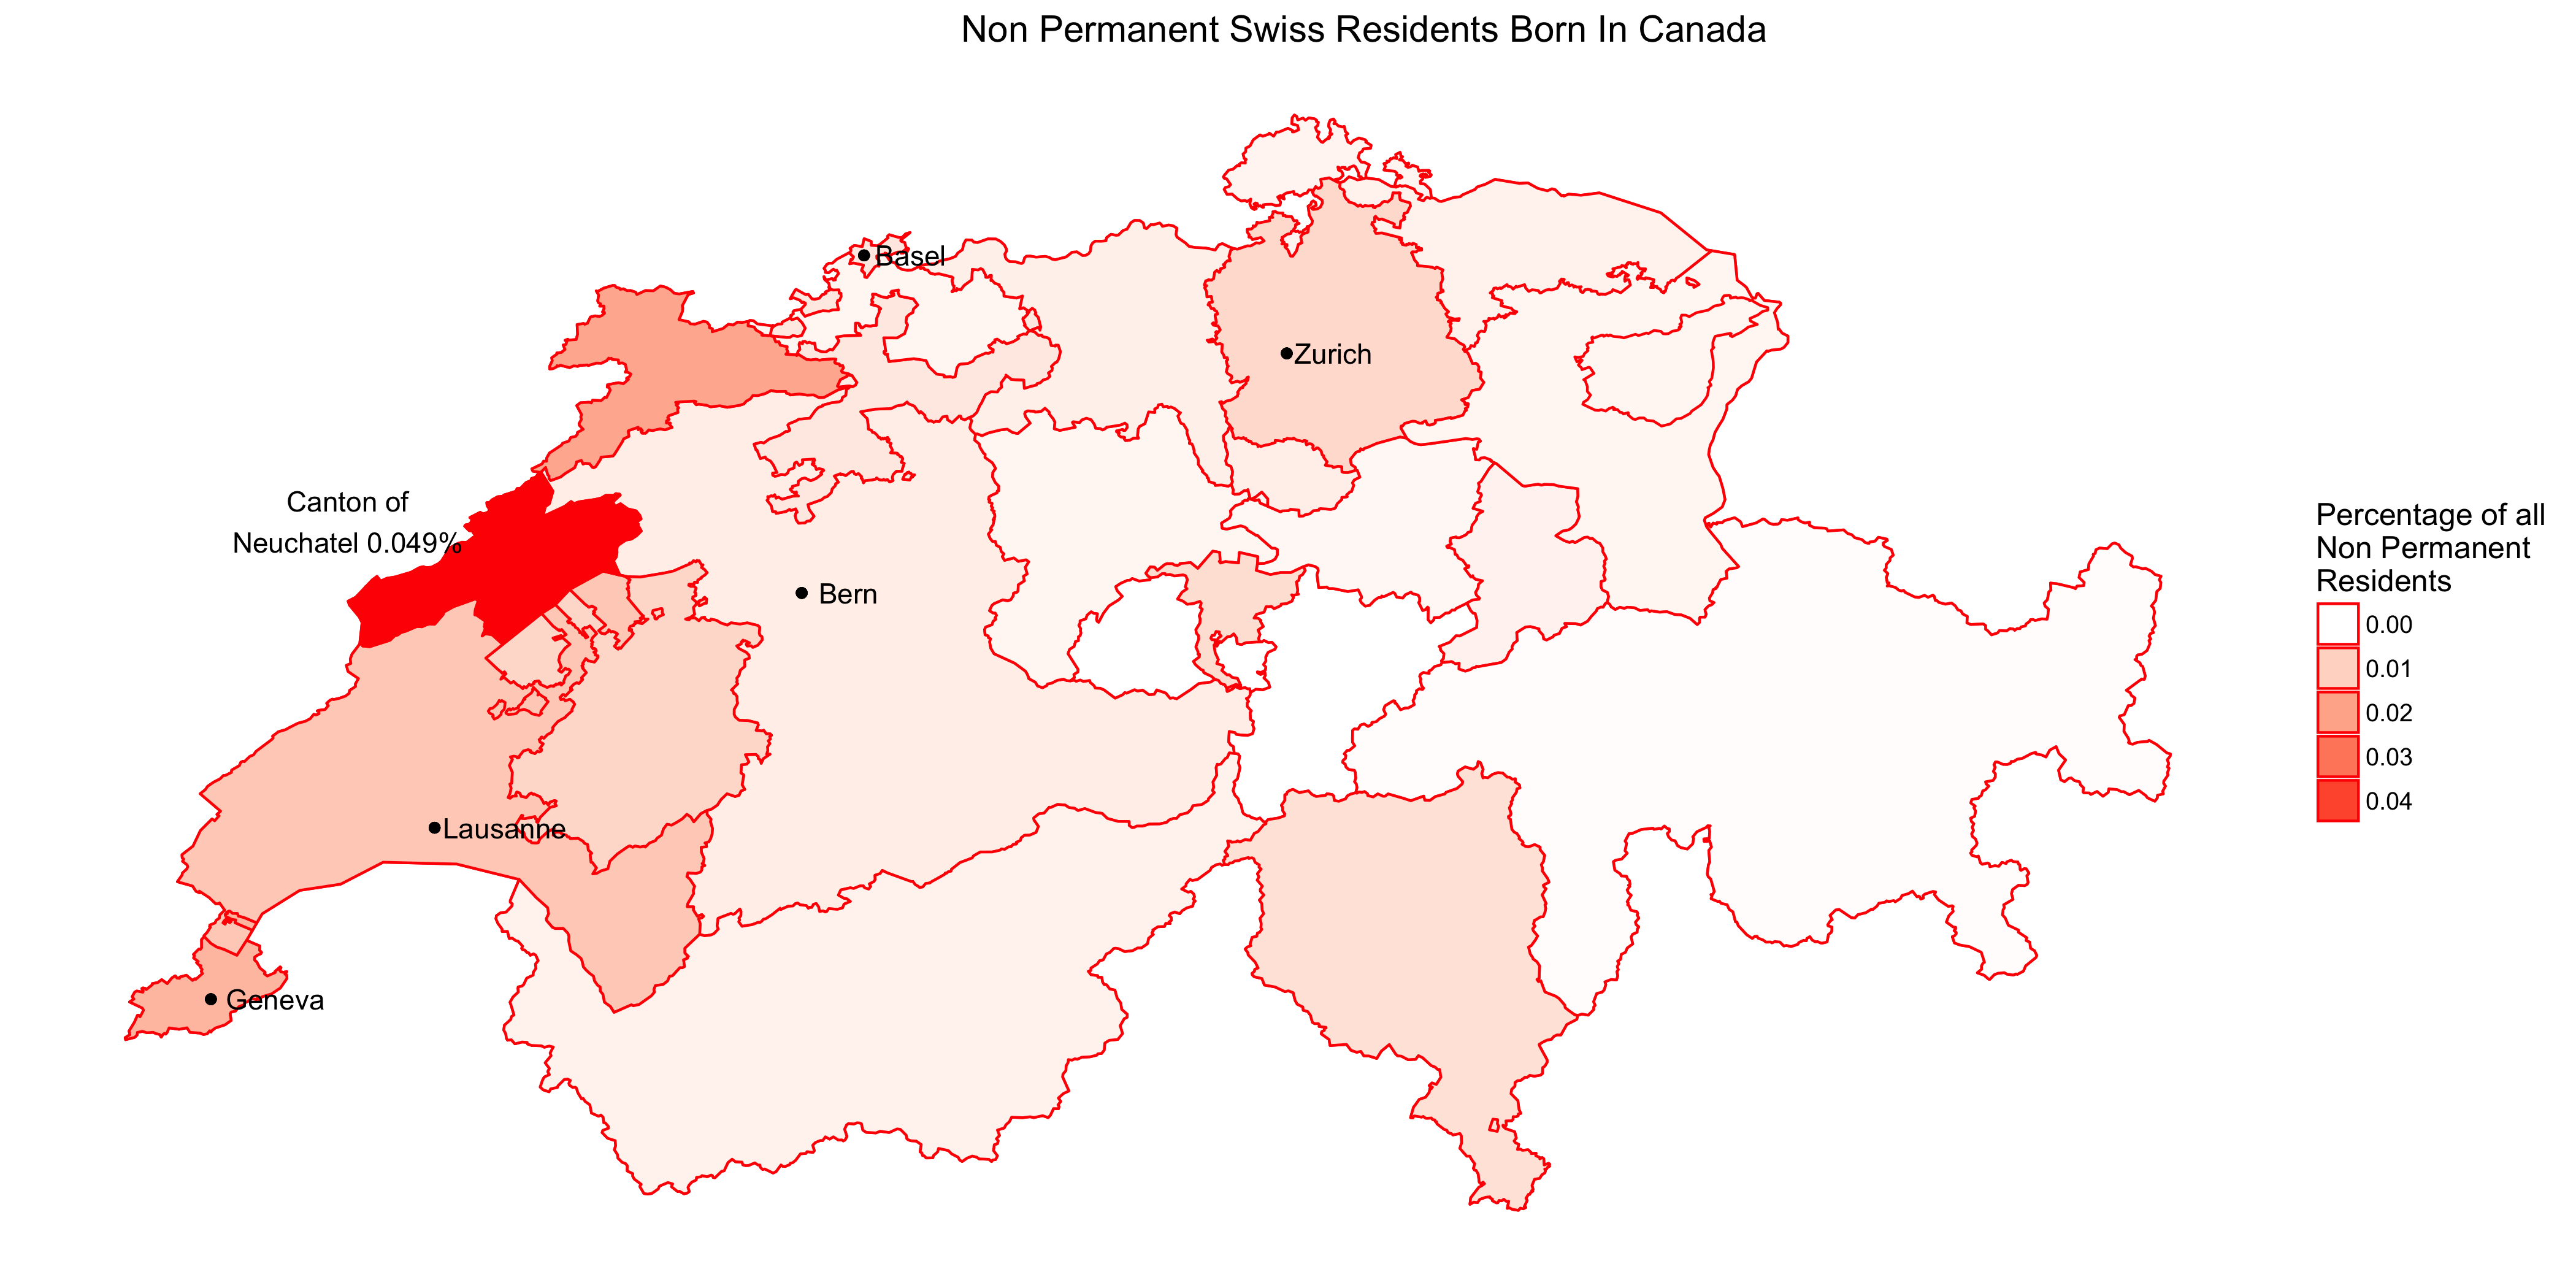 Non Permanent Swiss Residents Born In Canada
Basel
Zurich
Canton of
Neuchatel 0.049%
Bern
Lausanne
Geneva
Percentage of all
Non Permanent
Residents
0.00
0.01
0.02
0.03
0.04